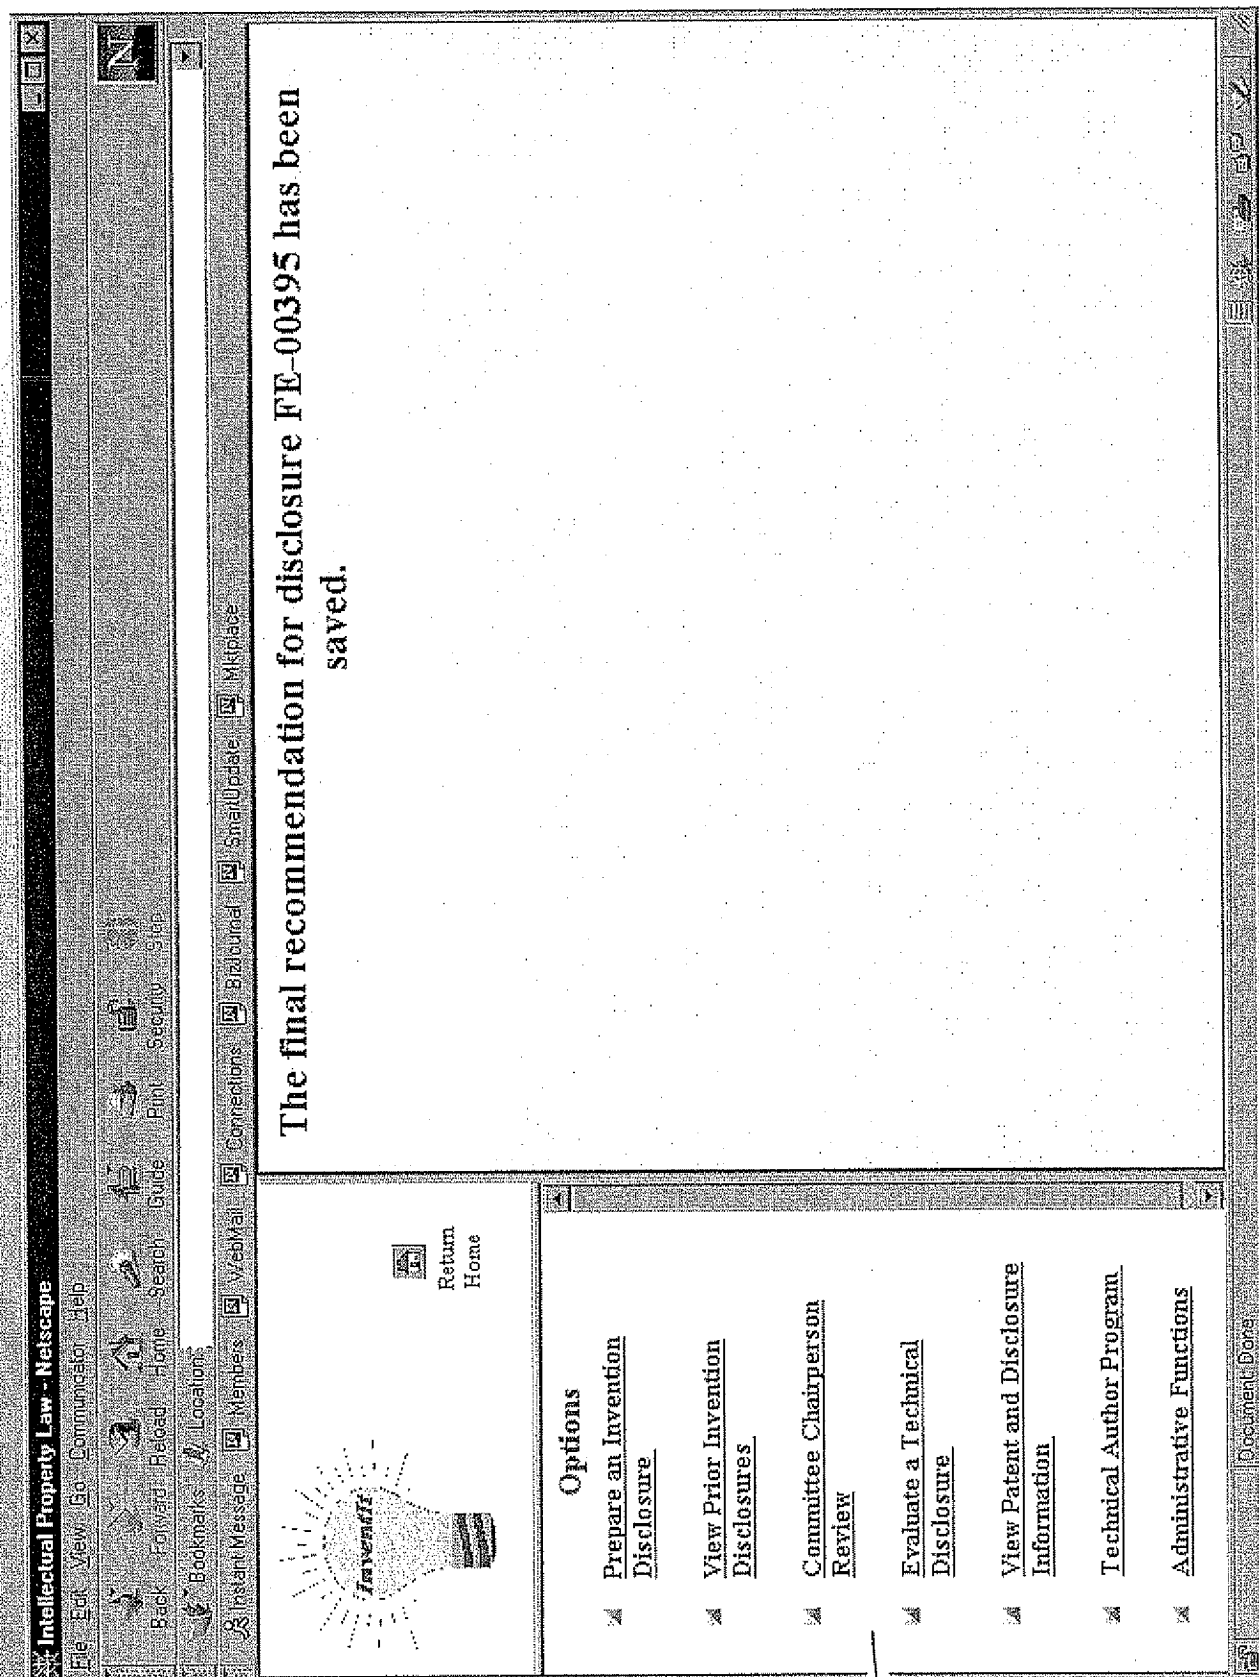 Intellectual Property Law - Netscape
File Edit View Go Communicator Help
Back Forward Reload Home Search Guide Print Security Stop
Bookmarks Location:
Instant Message Members WebMail Connections BizJournal SmartUpdate Mktplace
InventIt
Return
Home
Options
Prepare an Invention
Disclosure
View Prior Invention
Disclosures
Committee Chairperson
Review
Evaluate a Technical
Disclosure
View Patent and Disclosure
Information
Technical Author Program
Administrative Functions
The final recommendation for disclosure FE-00395 has been
saved.
Document: Done